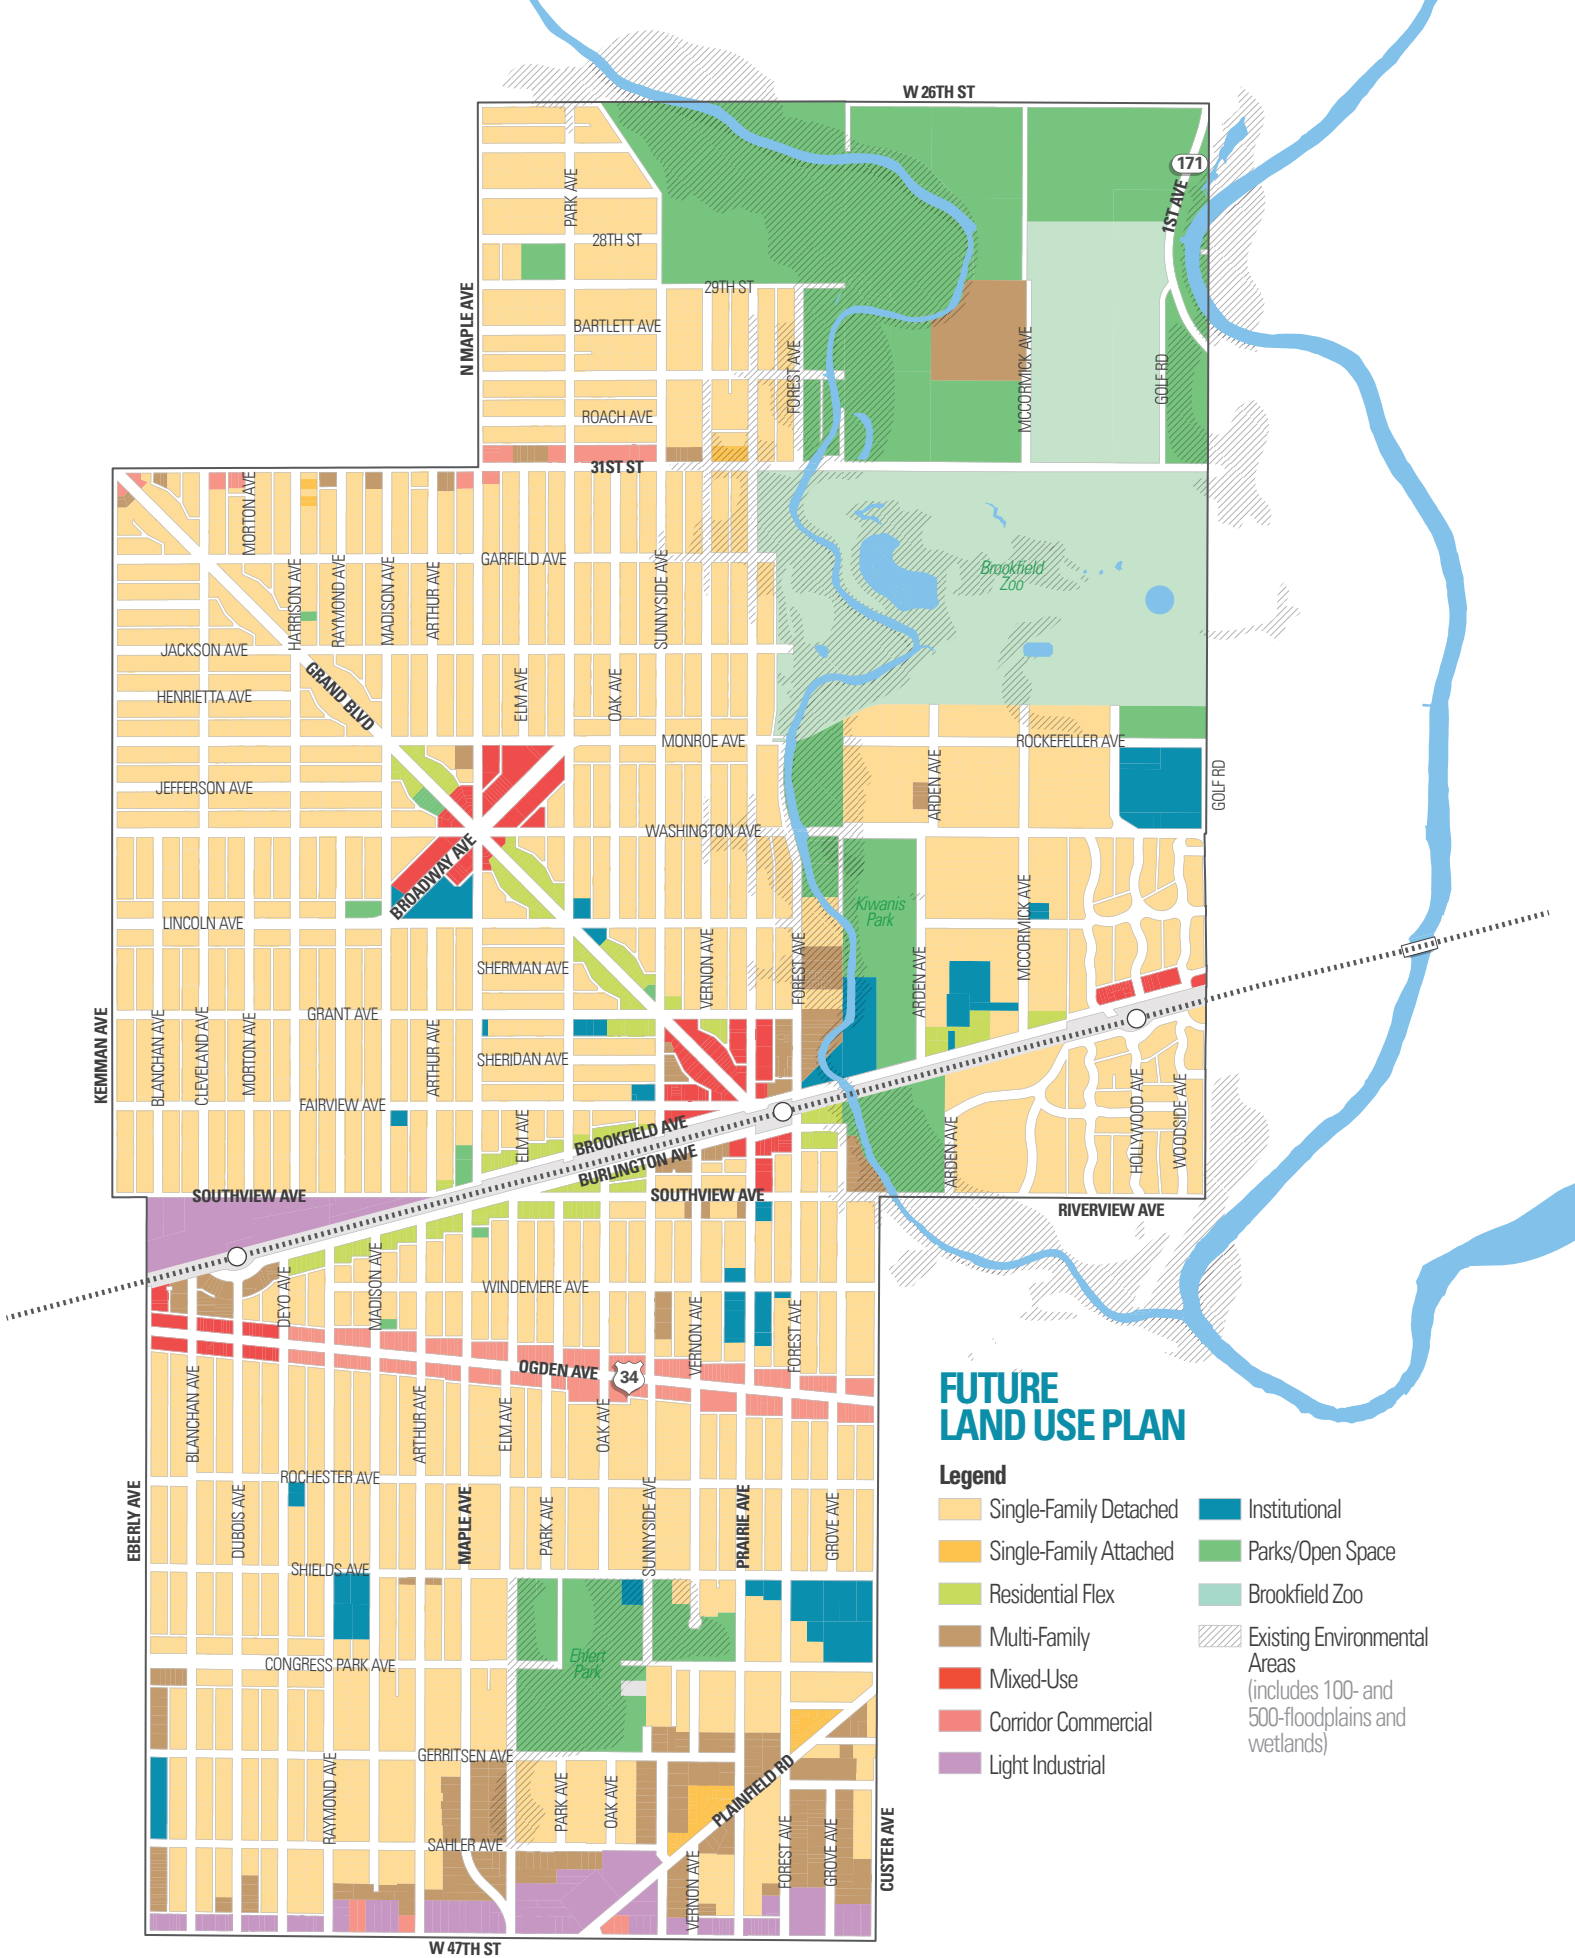 W 26TH ST
171
1ST AVE
PARK AVE
28TH ST
29TH ST
N MAPLE AVE
BARTLETT AVE
FOREST AVE
MCCORMICK AVE
GOLF RD
ROACH AVE
31ST ST
MORTON AVE
GARFIELD AVE
HARRISON AVE
RAYMOND AVE
MADISON AVE
ARTHUR AVE
SUNNYSIDE AVE
Brookfield
Zoo
JACKSON AVE
HENRIETTA AVE
GRAND BLVD
ELM AVE
OAK AVE
MONROE AVE
ROCKEFELLER AVE
JEFFERSON AVE
ARDEN AVE
GOLF RD
WASHINGTON AVE
BROADWAY AVE
LINCOLN AVE
Kiwanis
Park
MCCORMICK AVE
SHERMAN AVE
VERNON AVE
FOREST AVE
ARDEN AVE
GRANT AVE
KEMMAN AVE
BLANCHAN AVE
CLEVELAND AVE
MORTON AVE
ARTHUR AVE
SHERIDAN AVE
FAIRVIEW AVE
ELM AVE
BROOKFIELD AVE
BURLINGTON AVE
ARDEN AVE
HOLLYWOOD AVE
WOODSIDE AVE
SOUTHVIEW AVE
SOUTHVIEW AVE
RIVERVIEW AVE
DEYO AVE
MADISON AVE
WINDEMERE AVE
VERNON AVE
FOREST AVE
OGDEN AVE
34
BLANCHAN AVE
ARTHUR AVE
ELM AVE
OAK AVE
ROCHESTER AVE
EBERLY AVE
DUBOIS AVE
MAPLE AVE
PARK AVE
SUNNYSIDE AVE
PRAIRIE AVE
GROVE AVE
SHIELDS AVE
Ehlert
Park
CONGRESS PARK AVE
GERRITSEN AVE
RAYMOND AVE
PARK AVE
OAK AVE
PLAINFIELD RD
SAHLER AVE
VERNON AVE
FOREST AVE
GROVE AVE
CUSTER AVE
W 47TH ST
FUTURE
LAND USE PLAN
Legend
Single-Family Detached
Single-Family Attached
Residential Flex
Multi-Family
Mixed-Use
Corridor Commercial
Light Industrial
Institutional
Parks/Open Space
Brookfield Zoo
Existing Environmental
Areas
(includes 100- and
500-floodplains and
wetlands)